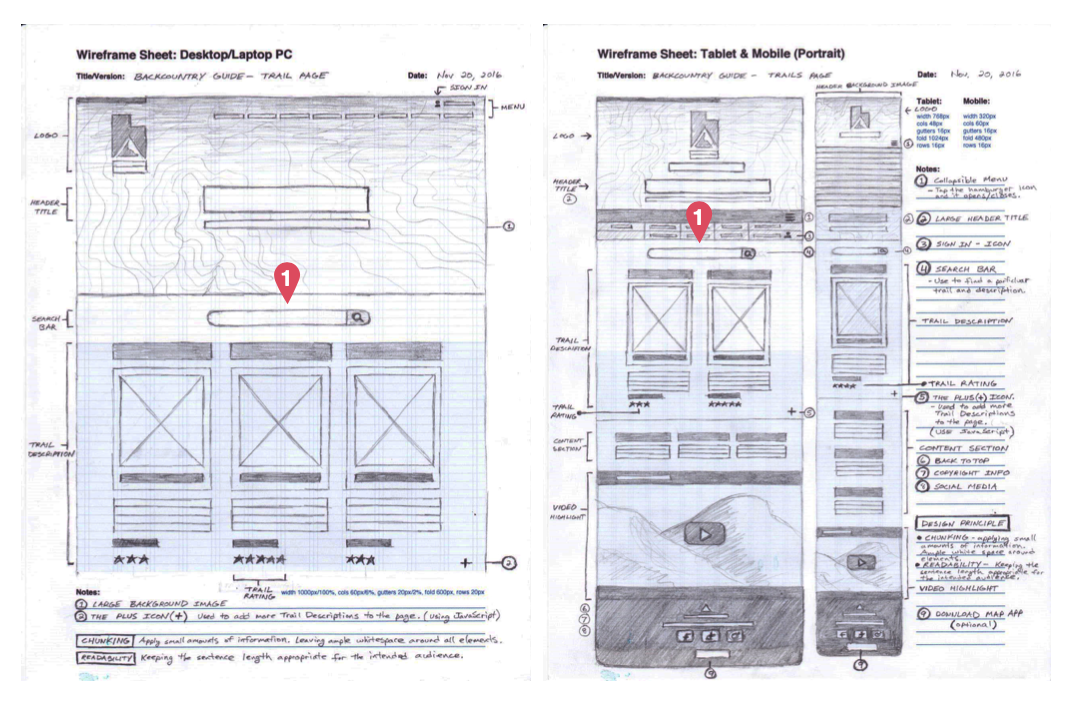 Wireframe Sheet: Desktop/Laptop PC
Title/Version: BACKCOUNTRY GUIDE - TRAIL PAGE
Date: Nov 20, 2016
SIGN IN
MENU
LOGO
HEADER
TITLE
1
1
SEARCH
BAR
TRAIL
DESCRIPTION
2
TRAIL
RATING
width 1000px/100%, cols 60px/6%, gutters 20px/2%, fold 600px, rows 20px
Notes:
1 LARGE BACKGROUND IMAGE
2 THE PLUS ICON(+) Used to add more Trail Descriptions to the page. (Using JavaScript)
CHUNKING Apply small amounts of information, leaving ample whitespace around all elements.
READABILITY Keeping the sentence length appropriate for the intended audience.
Wireframe Sheet: Tablet & Mobile (Portrait)
Title/Version: BACKCOUNTRY GUIDE - TRAILS PAGE
Date: Nov. 20, 2016
HEADER BACKGROUND IMAGE
LOGO
LOGO
HEADER
TITLE
2
1
3
4
1
TRAIL
DESCRIPTION
TRAIL
RATING
5
CONTENT
SECTION
VIDEO
HIGHLIGHT
6
7
8
9
9
Tablet:
width 768px
cols 48px
gutters 16px
fold 1024px
rows 16px
Mobile:
width 320px
cols 60px
gutters 16px
fold 480px
rows 16px
Notes:
1 Collapsible Menu
- Tap the hamburger icon
and it opens/closes.
2 LARGE HEADER TITLE
3 SIGN IN - ICON
4 SEARCH BAR
- Use to find a particular
trail and description.
TRAIL DESCRIPTION
TRAIL RATING
5 THE PLUS(+) ICON.
- Used to add more
Trail Descriptions
to the page.
(USE JavaScript)
CONTENT SECTION
6 BACK TO TOP
7 COPYRIGHT INFO
8 SOCIAL MEDIA
DESIGN PRINCIPLE
CHUNKING - applying small
amounts of information.
Ample white space around
elements.
READABILITY - Keeping the
sentence length appropriate for
the intended audience.
VIDEO HIGHLIGHT
9 DOWNLOAD MAP APP
(optional)